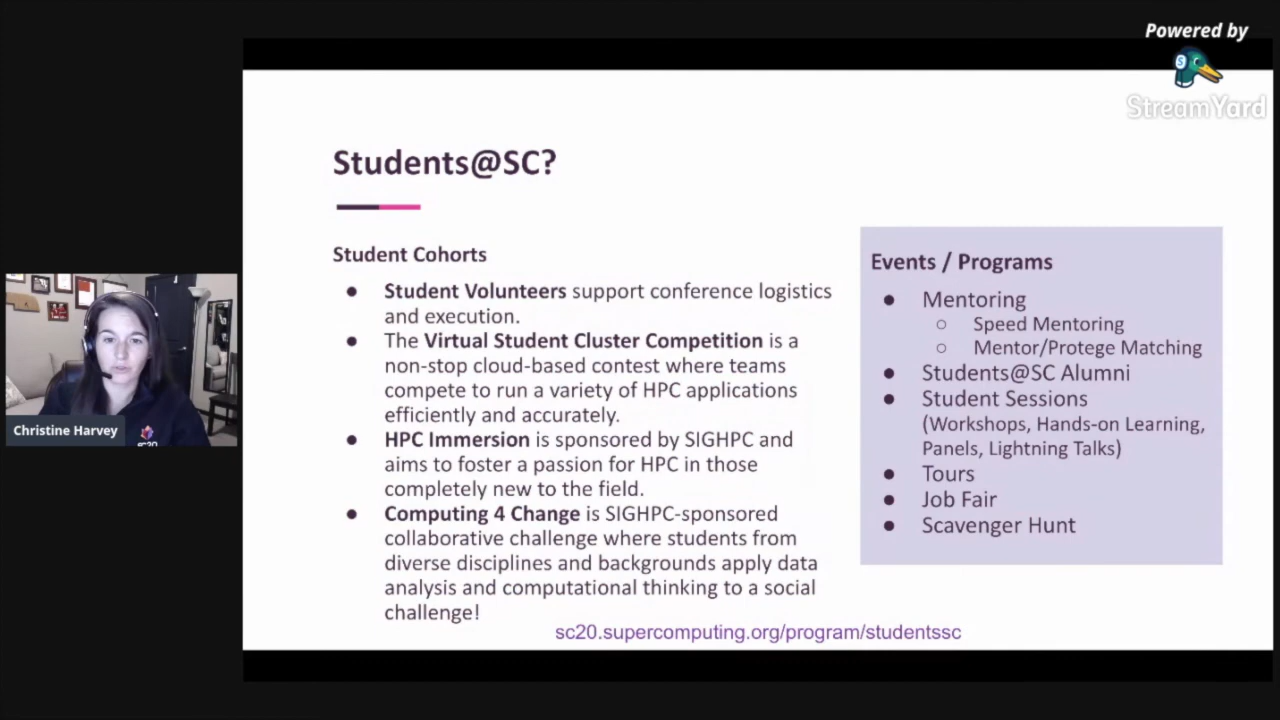 Powered by
StreamYard
Students@SC?
Student Cohorts
● Student Volunteers support conference logistics
and execution.
● The Virtual Student Cluster Competition is a
non-stop cloud-based contest where teams
compete to run a variety of HPC applications
efficiently and accurately.
● HPC Immersion is sponsored by SIGHPC and
aims to foster a passion for HPC in those
completely new to the field.
● Computing 4 Change is SIGHPC-sponsored
collaborative challenge where students from
diverse disciplines and backgrounds apply data
analysis and computational thinking to a social
challenge!
Events / Programs
● Mentoring
○ Speed Mentoring
○ Mentor/Protege Matching
● Students@SC Alumni
● Student Sessions
(Workshops, Hands-on Learning,
Panels, Lightning Talks)
● Tours
● Job Fair
● Scavenger Hunt
sc20.supercomputing.org/program/studentssc
Christine Harvey
sc20